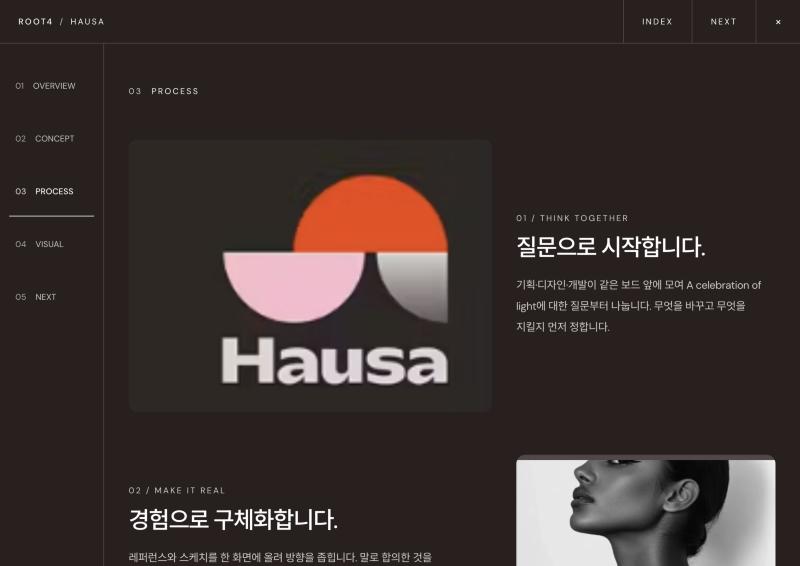 ROOT4 / HAUSA
INDEX
NEXT
×
01 OVERVIEW
02 CONCEPT
03 PROCESS
04 VISUAL
05 NEXT
03 PROCESS
Hausa
01 / THINK TOGETHER
질문으로 시작합니다.
기획·디자인·개발이 같은 보드 앞에 모여 A celebration of
light에 대한 질문부터 나눕니다. 무엇을 바꾸고 무엇을
지킬지 먼저 정합니다.
02 / MAKE IT REAL
경험으로 구체화합니다.
레퍼런스와 스케치를 한 화면에 올려 방향을 좁힙니다. 말로 합의한 것을